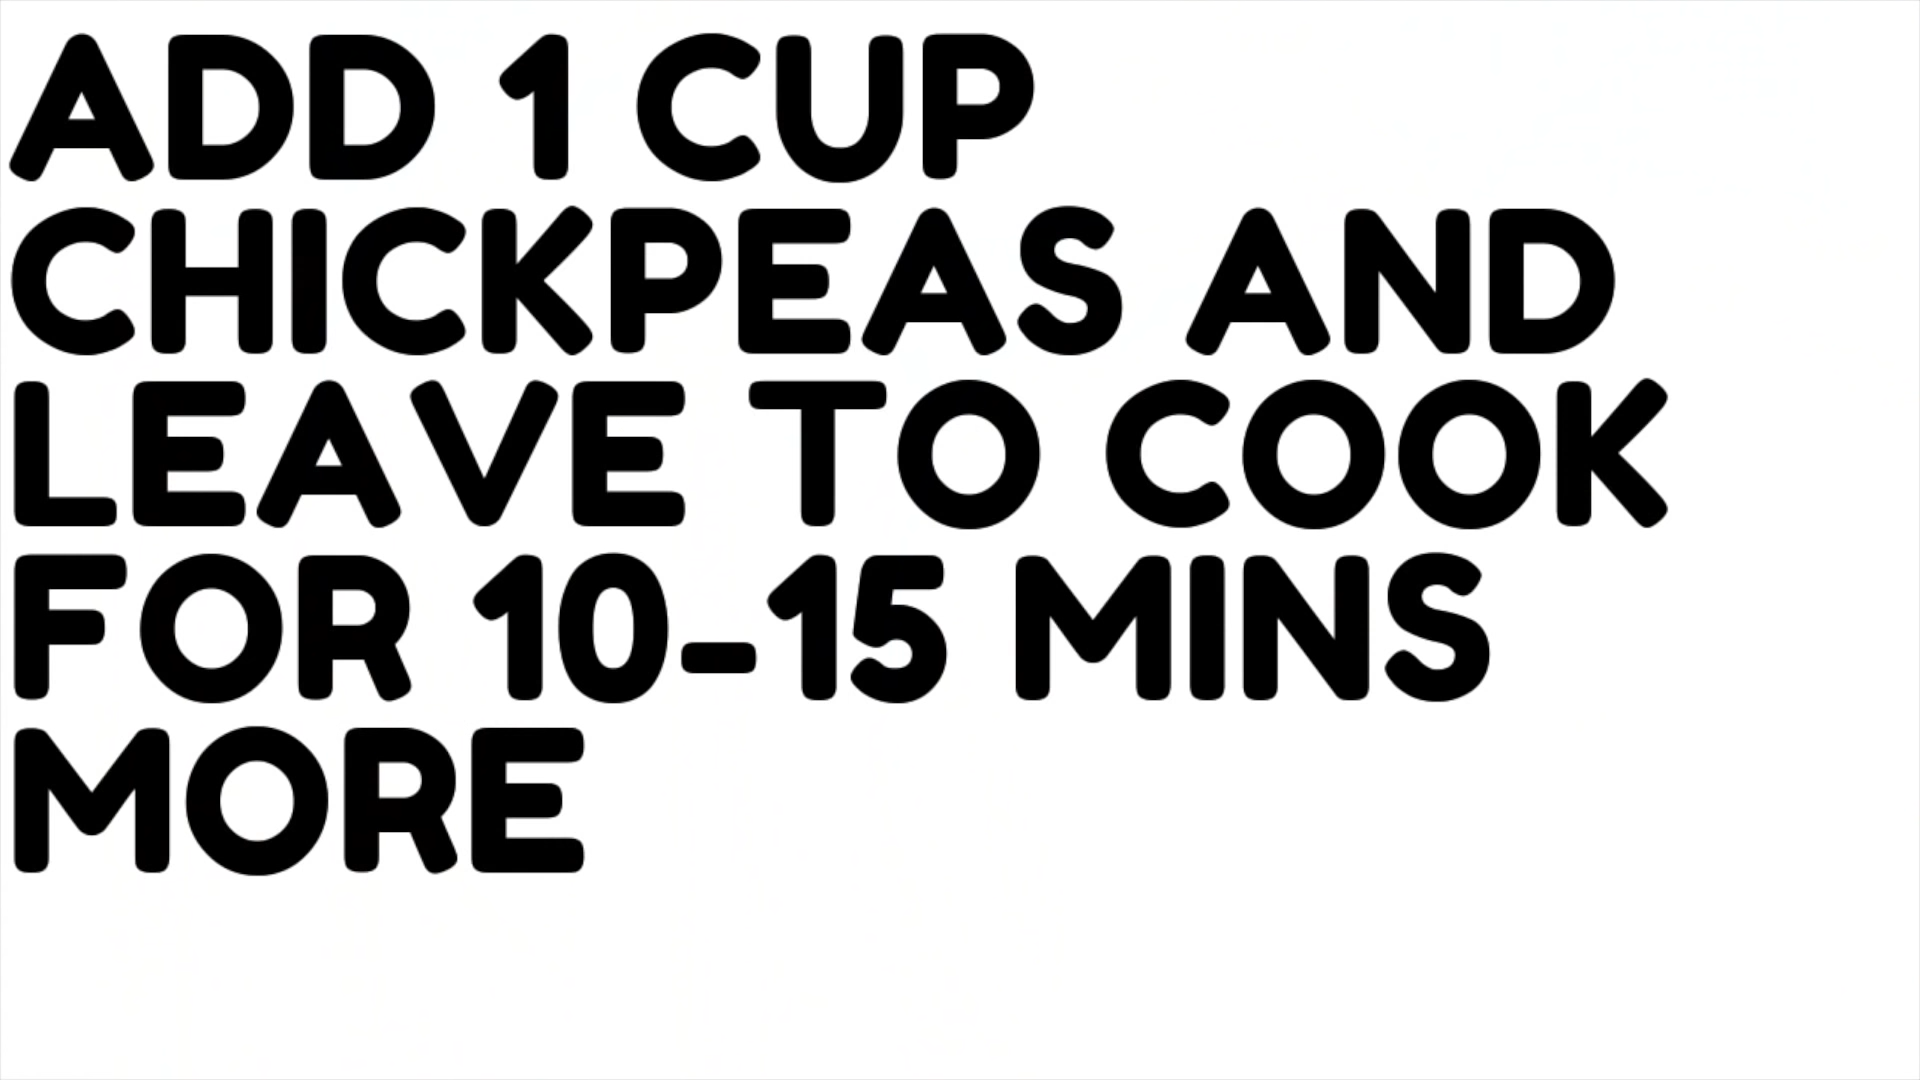 ADD 1 CUP
CHICKPEAS AND
LEAVE TO COOK
FOR 10-15 MINS
MORE